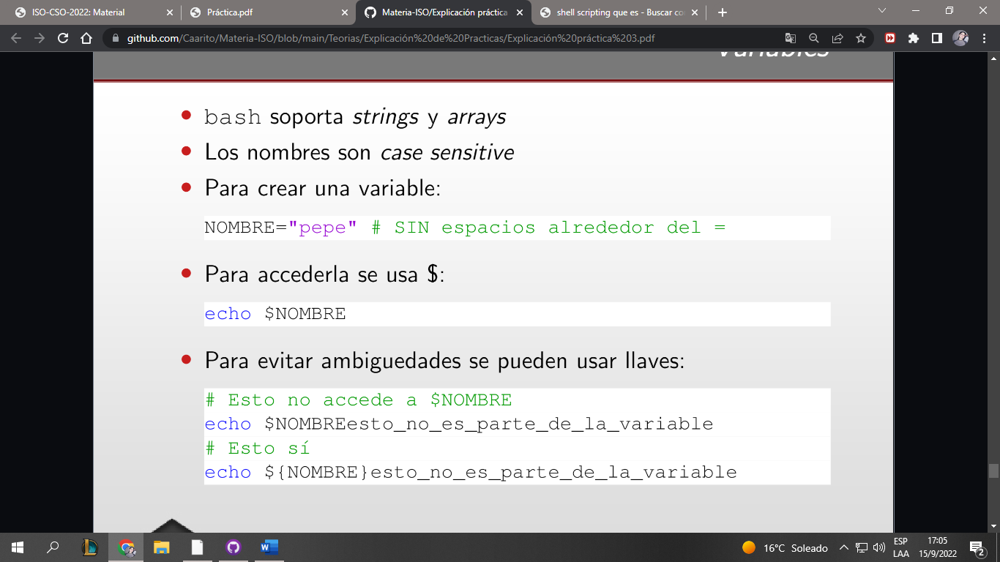 ISO-CSO-2022: Material
Práctica.pdf
Materia-ISO/Explicación práctica
shell scripting que es - Buscar co
github.com/Caarito/Materia-ISO/blob/main/Teorias/Explicación%20de%20Practicas/Explicación%20práctica%203.pdf
Variables
bash soporta strings y arrays
Los nombres son case sensitive
Para crear una variable:
NOMBRE="pepe" # SIN espacios alrededor del =
Para accederla se usa $:
echo $NOMBRE
Para evitar ambiguedades se pueden usar llaves:
# Esto no accede a $NOMBRE
echo $NOMBREesto_no_es_parte_de_la_variable
# Esto sí
echo ${NOMBRE}esto_no_es_parte_de_la_variable
16°C Soleado
ESP
LAA
17:05
15/9/2022
2